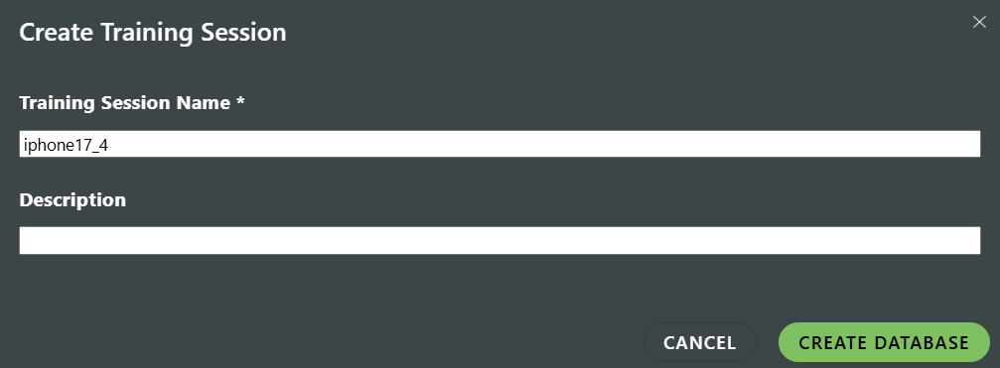 Create Training Session
Training Session Name *
iphone17_4
Description
CANCEL
CREATE DATABASE